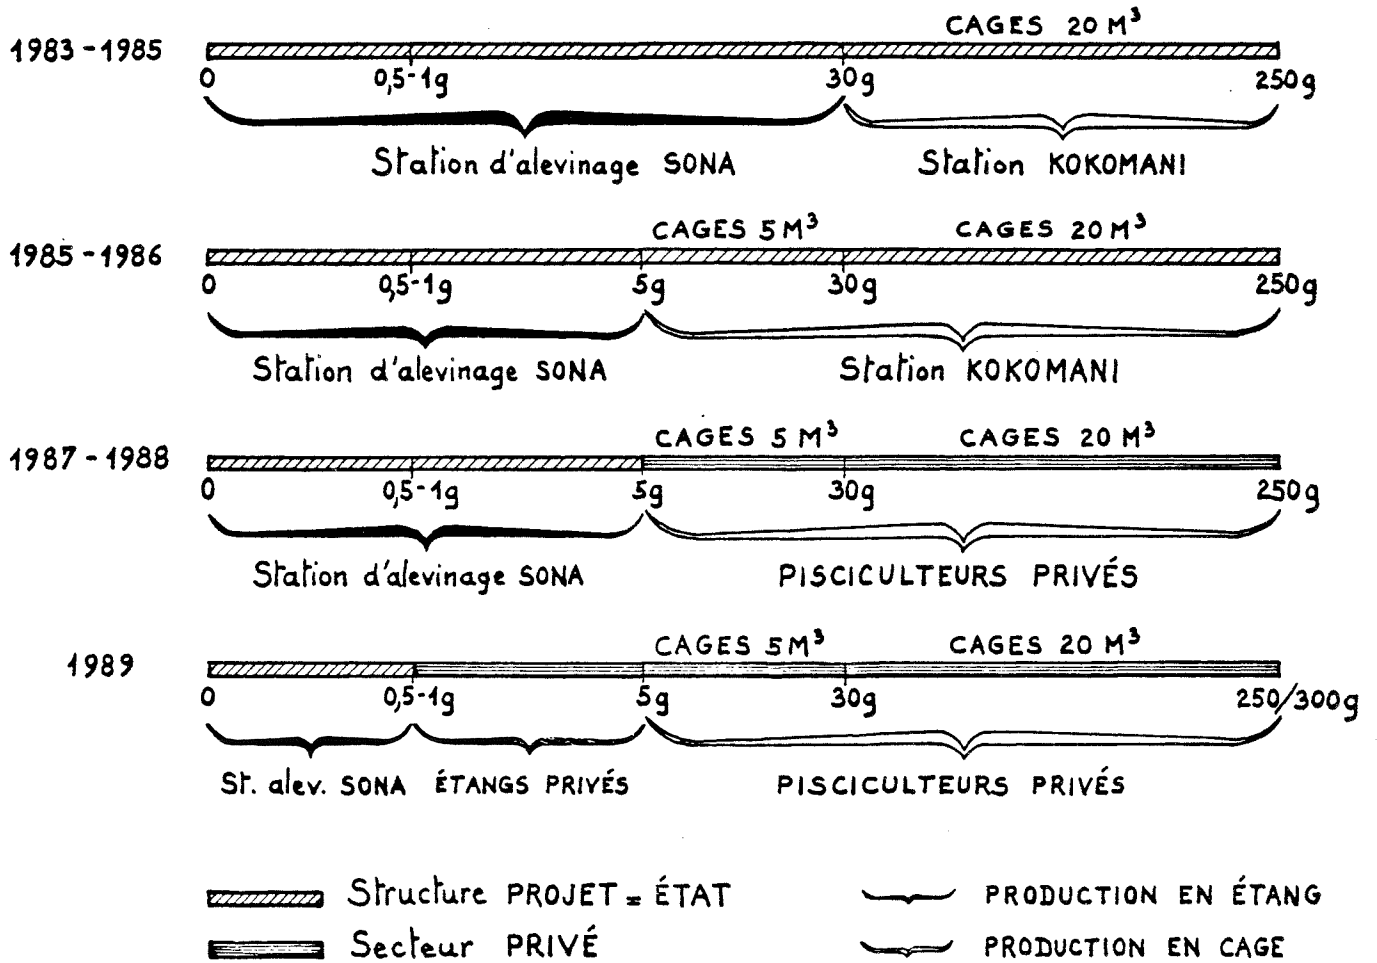 CAGES 20 M³
1983-1985
0 0,5-1g 30g 250g
Station d'alevinage SONA Station KOKOMANI
CAGES 5 M³ CAGES 20 M³
1985-1986
0 0,5-1g 5g 30g 250g
Station d'alevinage SONA Station KOKOMANI
CAGES 5 M³ CAGES 20 M³
1987-1988
0 0,5-1g 5g 30g 250g
Station d'alevinage SONA PISCICULTEURS PRIVÉS
CAGES 5 M³ CAGES 20 M³
1989
0 0,5-1g 5g 30g 250/300g
St. alev. SONA ÉTANGS PRIVÉS PISCICULTEURS PRIVÉS
Structure PROJET = ÉTAT PRODUCTION EN ÉTANG
Secteur PRIVÉ PRODUCTION EN CAGE